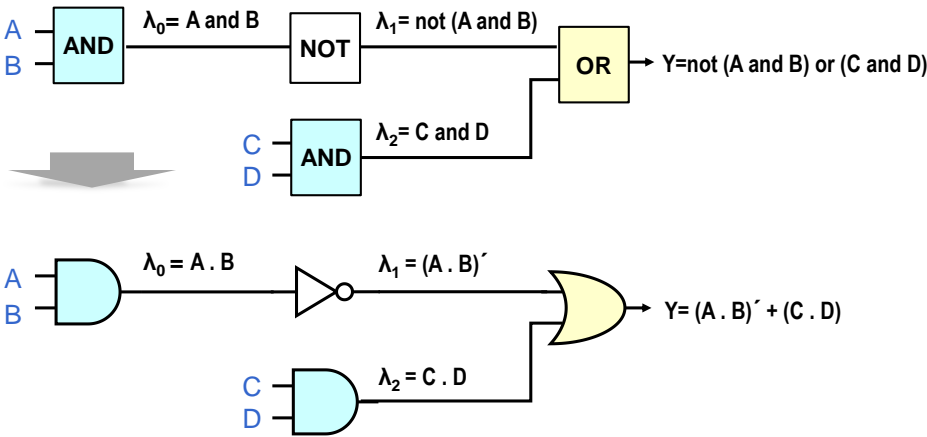 A
B
AND
λ₀= A and B
NOT
λ₁= not (A and B)
OR
Y=not (A and B) or (C and D)
C
D
AND
λ₂= C and D
A
B
λ₀ = A . B
λ₁ = (A . B)´
Y= (A . B)´ + (C . D)
C
D
λ₂ = C . D